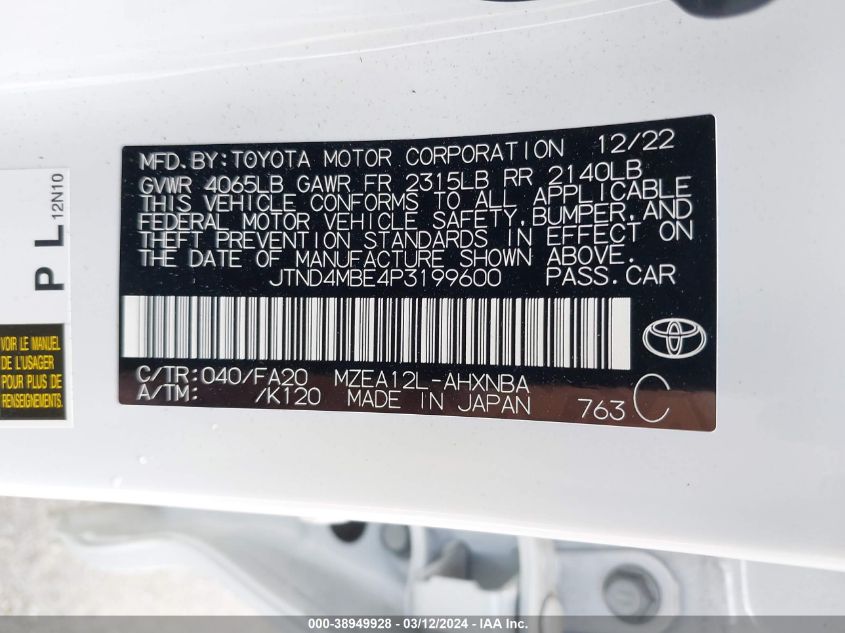 MFD.BY:TOYOTA MOTOR CORPORATION 12/22
GVWR 4065LB GAWR FR 2315LB RR 2140LB
THIS VEHICLE CONFORMS TO ALL APPLICABLE
FEDERAL MOTOR VEHICLE SAFETY,BUMPER,AND
THEFT PREVENTION STANDARDS IN EFFECT ON
THE DATE OF MANUFACTURE SHOWN ABOVE.
JTND4MBE4P3199600 PASS.CAR
C/TR:040/FA20 MZEA12L-AHXNBA
A/TM: /K120 MADE IN JAPAN 763 C
P L 12N10
VOIR LE MANUEL
DE L'USAGER
POUR PLUS DE
RENSEIGNEMENTS.
000-38949928 - 03/12/2024 - IAA Inc.